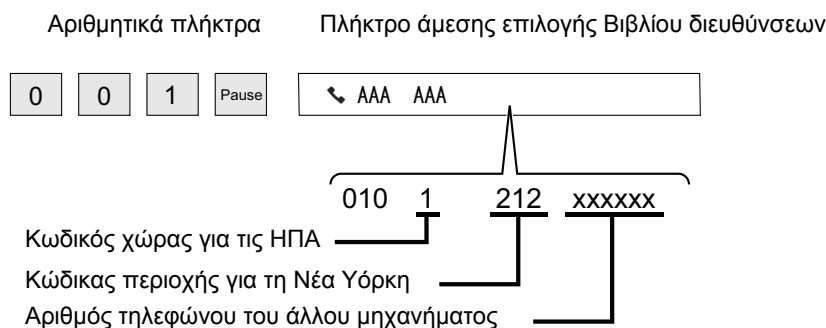 Αριθμητικά πλήκτρα Πλήκτρο άμεσης επιλογής Βιβλίου διευθύνσεων
0 0 1 Pause AAA AAA
010 1 212 xxxxxx
Κωδικός χώρας για τις ΗΠΑ
Κώδικας περιοχής για τη Νέα Υόρκη
Αριθμός τηλεφώνου του άλλου μηχανήματος